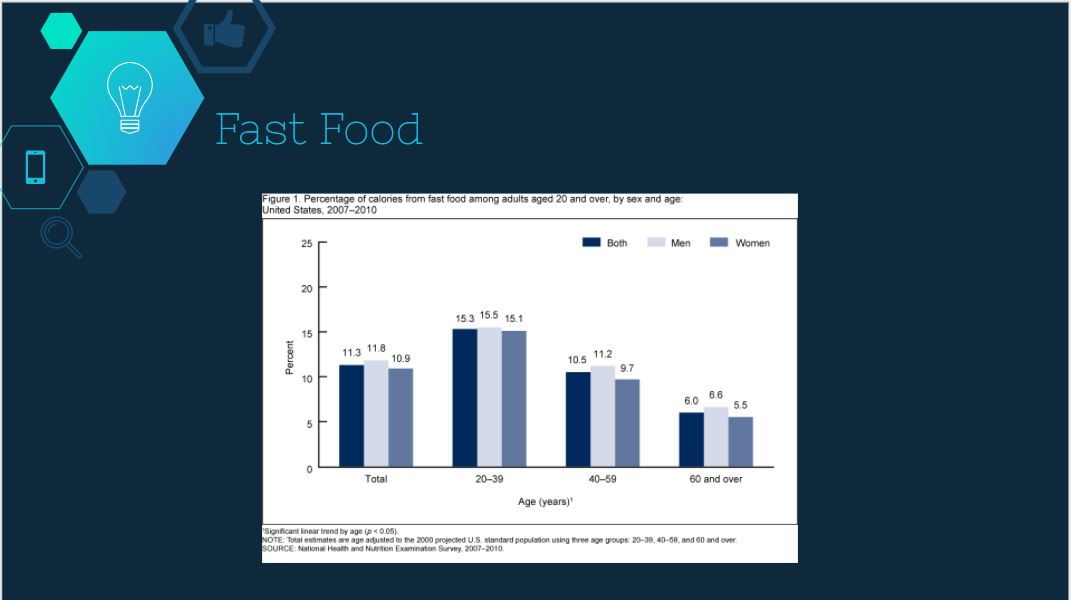 Fast Food
Figure 1. Percentage of calories from fast food among adults aged 20 and over, by sex and age:
United States, 2007–2010
Both Men Women
25
20
15
10
5
0
Percent
11.3 11.8 10.9
15.3 15.5 15.1
10.5 11.2 9.7
6.0 6.6 5.5
Total 20–39 40–59 60 and over
Age (years)¹
¹Significant linear trend by age (p < 0.05).
NOTE: Total estimates are age adjusted to the 2000 projected U.S. standard population using three age groups: 20–39, 40–59, and 60 and over.
SOURCE: National Health and Nutrition Examination Survey, 2007–2010.